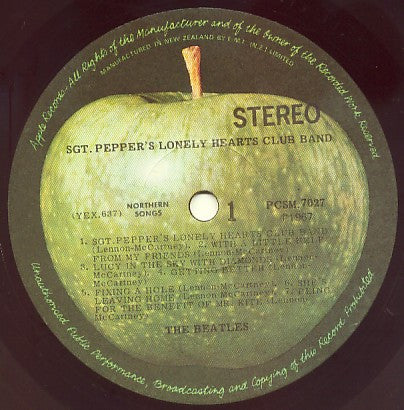 Apple Records - All Rights of the Manufacturer and of the Owner of the Recorded Work Reserved
MANUFACTURED IN NEW ZEALAND BY E.M.I. (N.Z.) LIMITED
STEREO
SGT. PEPPER'S LONELY HEARTS CLUB BAND
(YEX.637)
NORTHERN
SONGS
1
PCSM 7027
℗1967
1. SGT. PEPPER'S LONELY HEARTS CLUB BAND
(Lennon-McCartney) 2. WITH A LITTLE HELP
FROM MY FRIENDS (Lennon-McCartney)
3. LUCY IN THE SKY WITH DIAMONDS (Lennon-
McCartney) 4. GETTING BETTER (Lennon-
McCartney)
5. FIXING A HOLE (Lennon-McCartney) 6. SHE'S
LEAVING HOME (Lennon-McCartney) 7. BEING
FOR THE BENEFIT OF MR. KITE (Lennon-
McCartney)
THE BEATLES
Unauthorised Public Performance, Broadcasting and Copying of this Record Prohibited